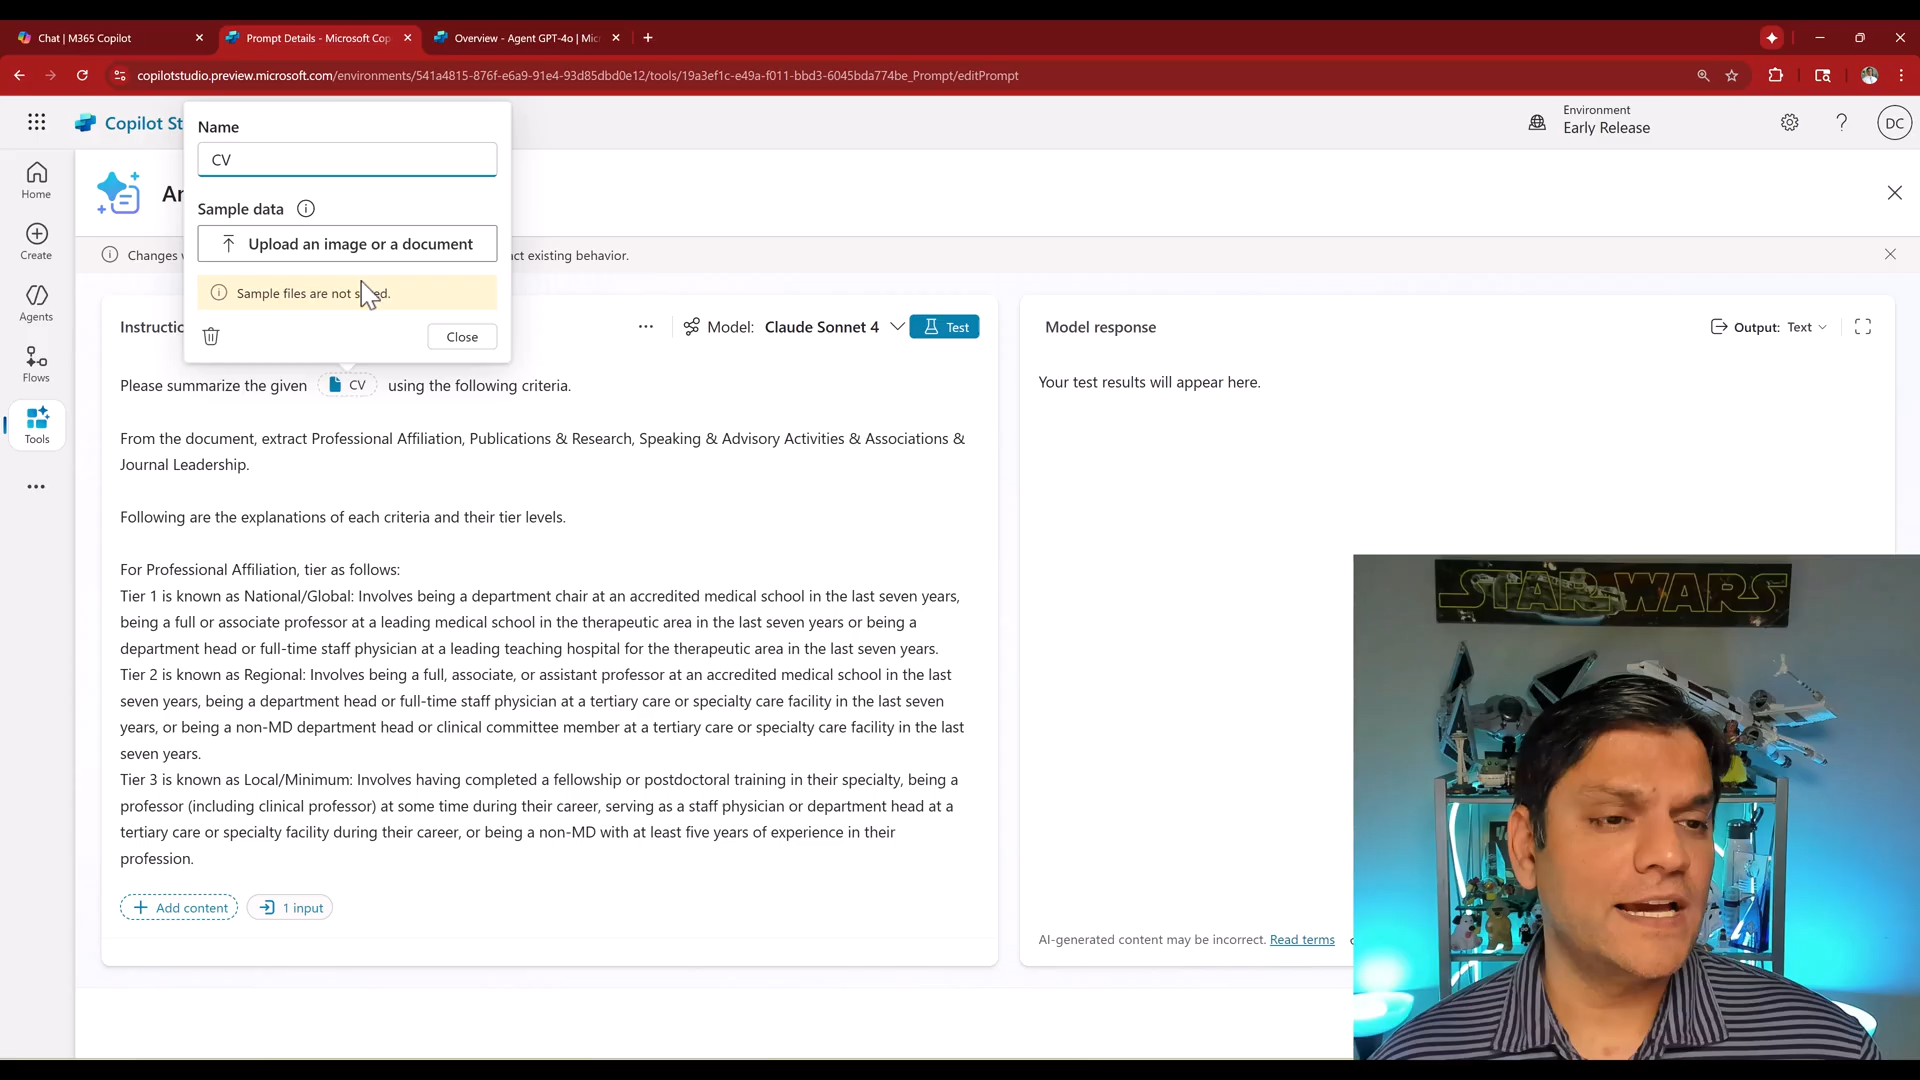 Chat | M365 Copilot
Prompt Details - Microsoft Cop
Overview - Agent GPT-4o | Mic
copilotstudio.preview.microsoft.com/environments/541a4815-876f-e6a9-91e4-93d85dbd0e12/tools/19a3ef1c-e49a-f011-bbd3-6045bda774be_Prompt/editPrompt
Copilot St
Environment
Early Release
DC
Name
CV
Sample data
Upload an image or a document
Sample files are not s ed.
Close
Home
Create
Agents
Flows
Tools
Ar
Changes
ct existing behavior.
Instructio
Model: Claude Sonnet 4
Test
Please summarize the given CV using the following criteria.
From the document, extract Professional Affiliation, Publications & Research, Speaking & Advisory Activities & Associations &
Journal Leadership.
Following are the explanations of each criteria and their tier levels.
For Professional Affiliation, tier as follows:
Tier 1 is known as National/Global: Involves being a department chair at an accredited medical school in the last seven years,
being a full or associate professor at a leading medical school in the therapeutic area in the last seven years or being a
department head or full-time staff physician at a leading teaching hospital for the therapeutic area in the last seven years.
Tier 2 is known as Regional: Involves being a full, associate, or assistant professor at an accredited medical school in the last
seven years, being a department head or full-time staff physician at a tertiary care or specialty care facility in the last seven
years, or being a non-MD department head or clinical committee member at a tertiary care or specialty care facility in the last
seven years.
Tier 3 is known as Local/Minimum: Involves having completed a fellowship or postdoctoral training in their specialty, being a
professor (including clinical professor) at some time during their career, serving as a staff physician or department head at a
tertiary care or specialty facility during their career, or being a non-MD with at least five years of experience in their
profession.
Add content
1 input
Model response
Output: Text
Your test results will appear here.
AI-generated content may be incorrect. Read terms
STAR WARS